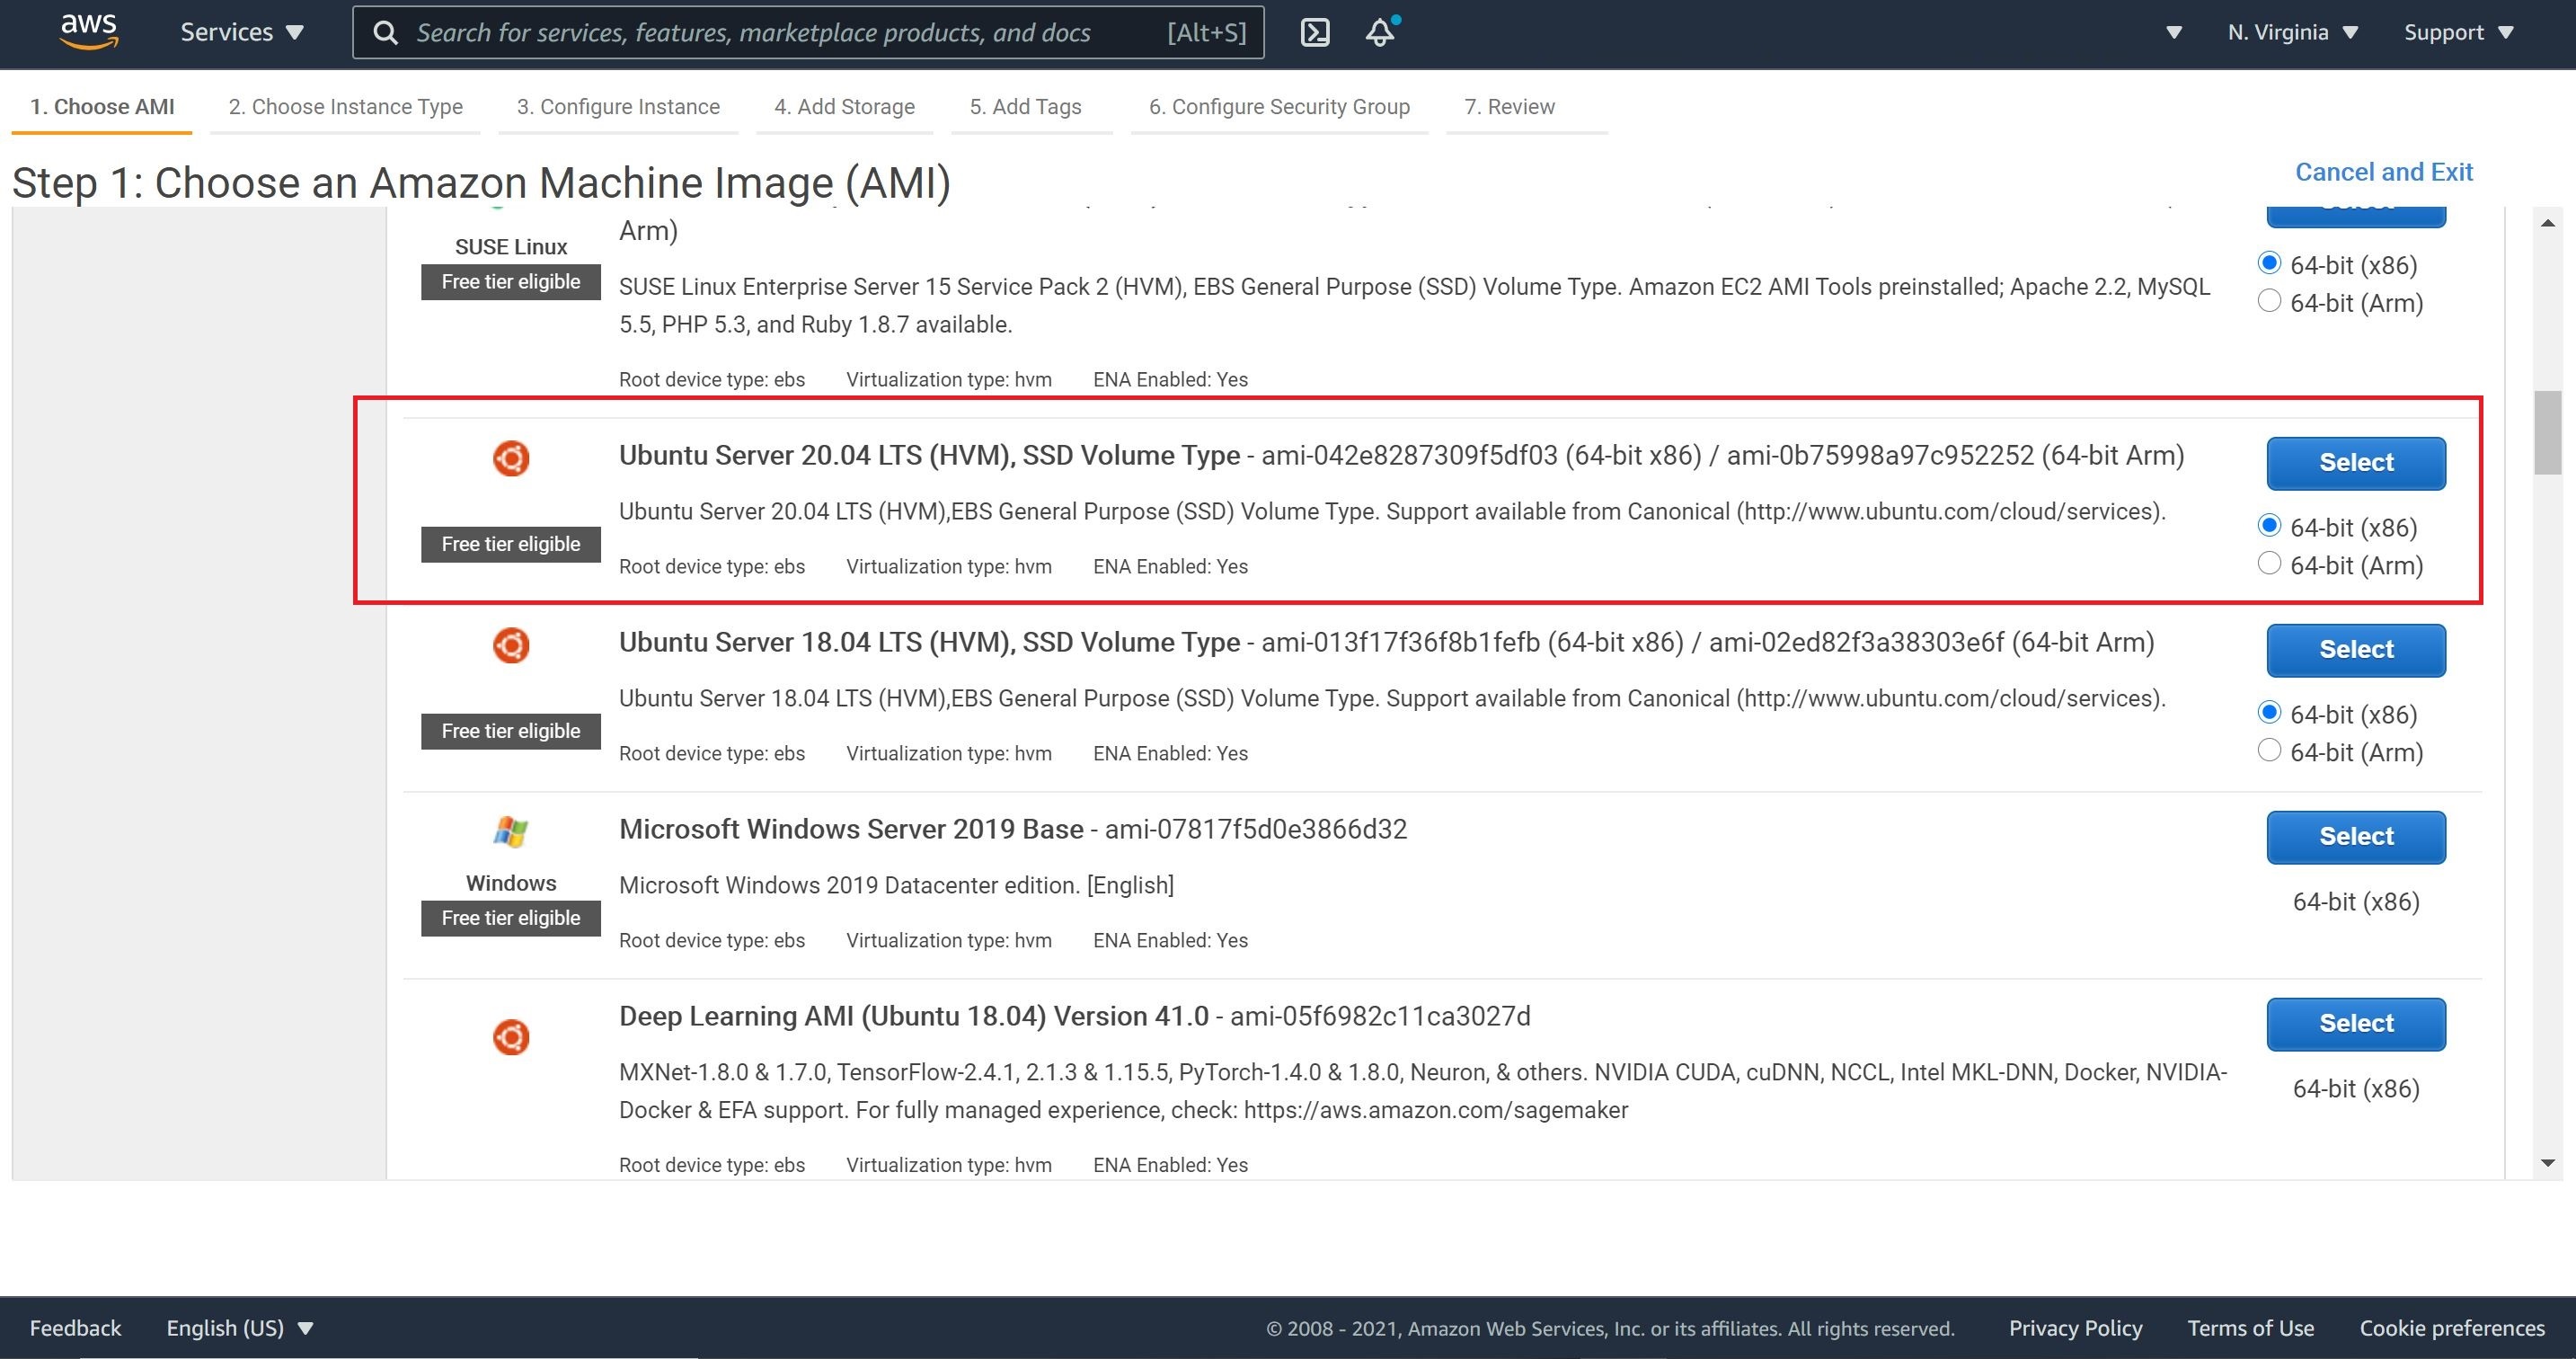 aws Services Search for services, features, marketplace products, and docs [Alt+S] N. Virginia Support
1. Choose AMI 2. Choose Instance Type 3. Configure Instance 4. Add Storage 5. Add Tags 6. Configure Security Group 7. Review
Step 1: Choose an Amazon Machine Image (AMI)
Cancel and Exit
Arm)
SUSE Linux
Free tier eligible
SUSE Linux Enterprise Server 15 Service Pack 2 (HVM), EBS General Purpose (SSD) Volume Type. Amazon EC2 AMI Tools preinstalled; Apache 2.2, MySQL
5.5, PHP 5.3, and Ruby 1.8.7 available.
Root device type: ebs Virtualization type: hvm ENA Enabled: Yes
64-bit (x86)
64-bit (Arm)
Ubuntu Server 20.04 LTS (HVM), SSD Volume Type - ami-042e8287309f5df03 (64-bit x86) / ami-0b75998a97c952252 (64-bit Arm)
Ubuntu Server 20.04 LTS (HVM),EBS General Purpose (SSD) Volume Type. Support available from Canonical (http://www.ubuntu.com/cloud/services).
Free tier eligible
Root device type: ebs Virtualization type: hvm ENA Enabled: Yes
Select
64-bit (x86)
64-bit (Arm)
Ubuntu Server 18.04 LTS (HVM), SSD Volume Type - ami-013f17f36f8b1fefb (64-bit x86) / ami-02ed82f3a38303e6f (64-bit Arm)
Ubuntu Server 18.04 LTS (HVM),EBS General Purpose (SSD) Volume Type. Support available from Canonical (http://www.ubuntu.com/cloud/services).
Free tier eligible
Root device type: ebs Virtualization type: hvm ENA Enabled: Yes
Select
64-bit (x86)
64-bit (Arm)
Microsoft Windows Server 2019 Base - ami-07817f5d0e3866d32
Windows
Free tier eligible
Microsoft Windows 2019 Datacenter edition. [English]
Root device type: ebs Virtualization type: hvm ENA Enabled: Yes
Select
64-bit (x86)
Deep Learning AMI (Ubuntu 18.04) Version 41.0 - ami-05f6982c11ca3027d
MXNet-1.8.0 & 1.7.0, TensorFlow-2.4.1, 2.1.3 & 1.15.5, PyTorch-1.4.0 & 1.8.0, Neuron, & others. NVIDIA CUDA, cuDNN, NCCL, Intel MKL-DNN, Docker, NVIDIA-
Docker & EFA support. For fully managed experience, check: https://aws.amazon.com/sagemaker
Root device type: ebs Virtualization type: hvm ENA Enabled: Yes
Select
64-bit (x86)
Feedback English (US) © 2008 - 2021, Amazon Web Services, Inc. or its affiliates. All rights reserved. Privacy Policy Terms of Use Cookie preferences